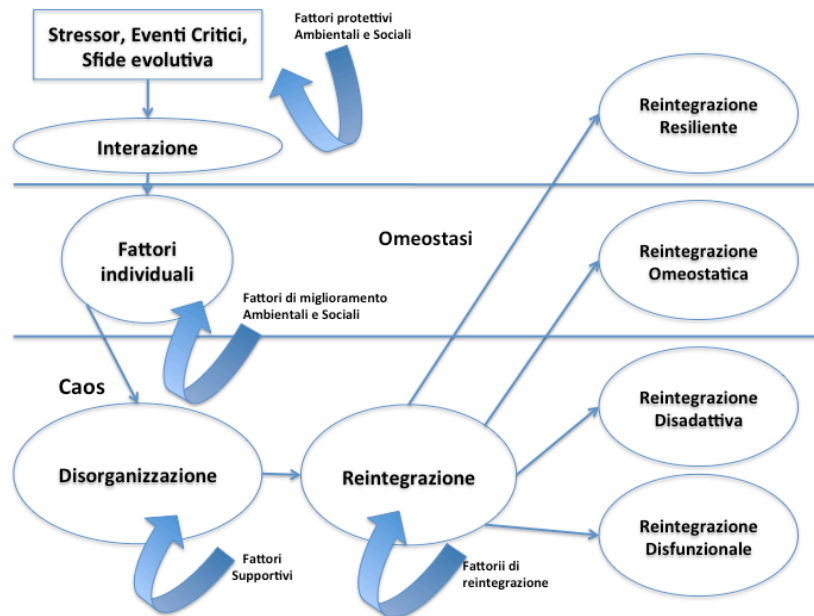 Stressor, Eventi Critici,
Sfide evolutiva
Fattori protettivi
Ambientali e Sociali
Interazione
Reintegrazione
Resiliente
Fattori
individuali
Omeostasi
Reintegrazione
Omeostatica
Fattori di miglioramento
Ambientali e Sociali
Caos
Reintegrazione
Disadattiva
Disorganizzazione
Reintegrazione
Reintegrazione
Disfunzionale
Fattori
Supportivi
Fattorii di
reintegrazione